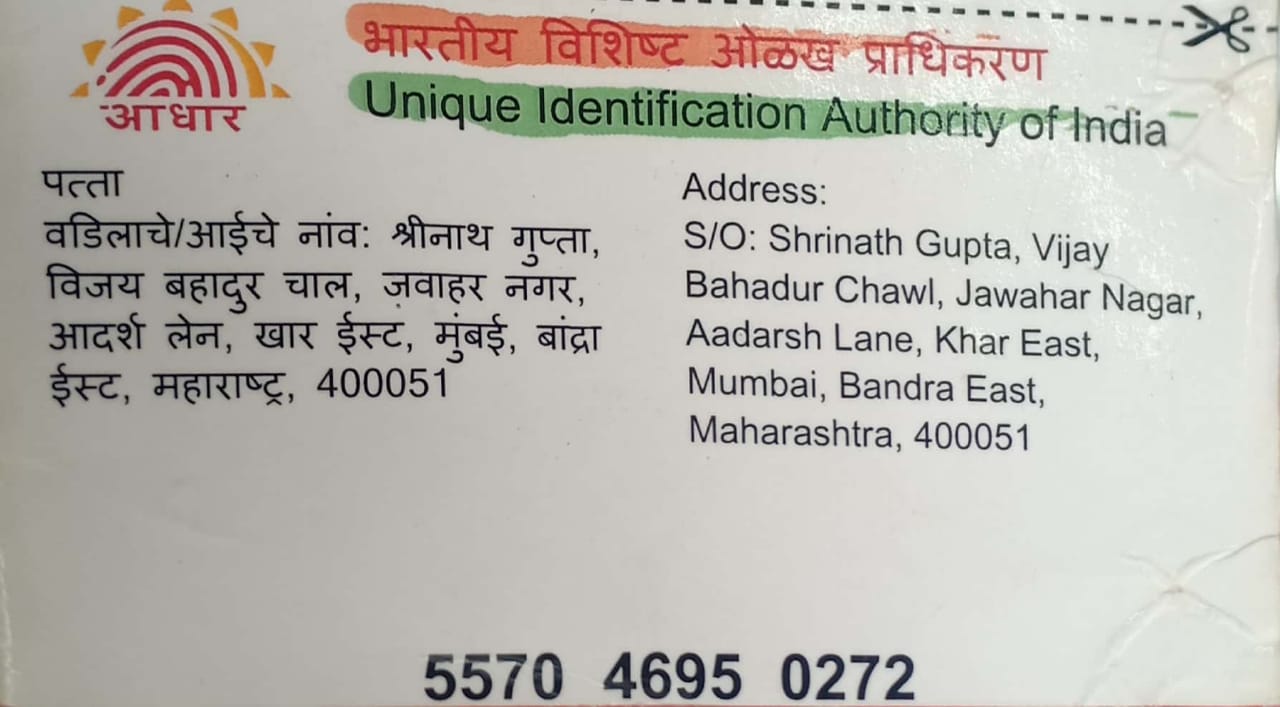 आधार
भारतीय विशिष्ट ओळख प्राधिकरण
Unique Identification Authority of India
पत्ता
वडिलाचे/आईचे नांव: श्रीनाथ गुप्ता,
विजय बहादुर चाल, ज़वाहर नगर,
आदर्श लेन, खार ईस्ट, मुंबई, बांद्रा
ईस्ट, महाराष्ट्र, 400051
Address:
S/O: Shrinath Gupta, Vijay
Bahadur Chawl, Jawahar Nagar,
Aadarsh Lane, Khar East,
Mumbai, Bandra East,
Maharashtra, 400051
5570 4695 0272